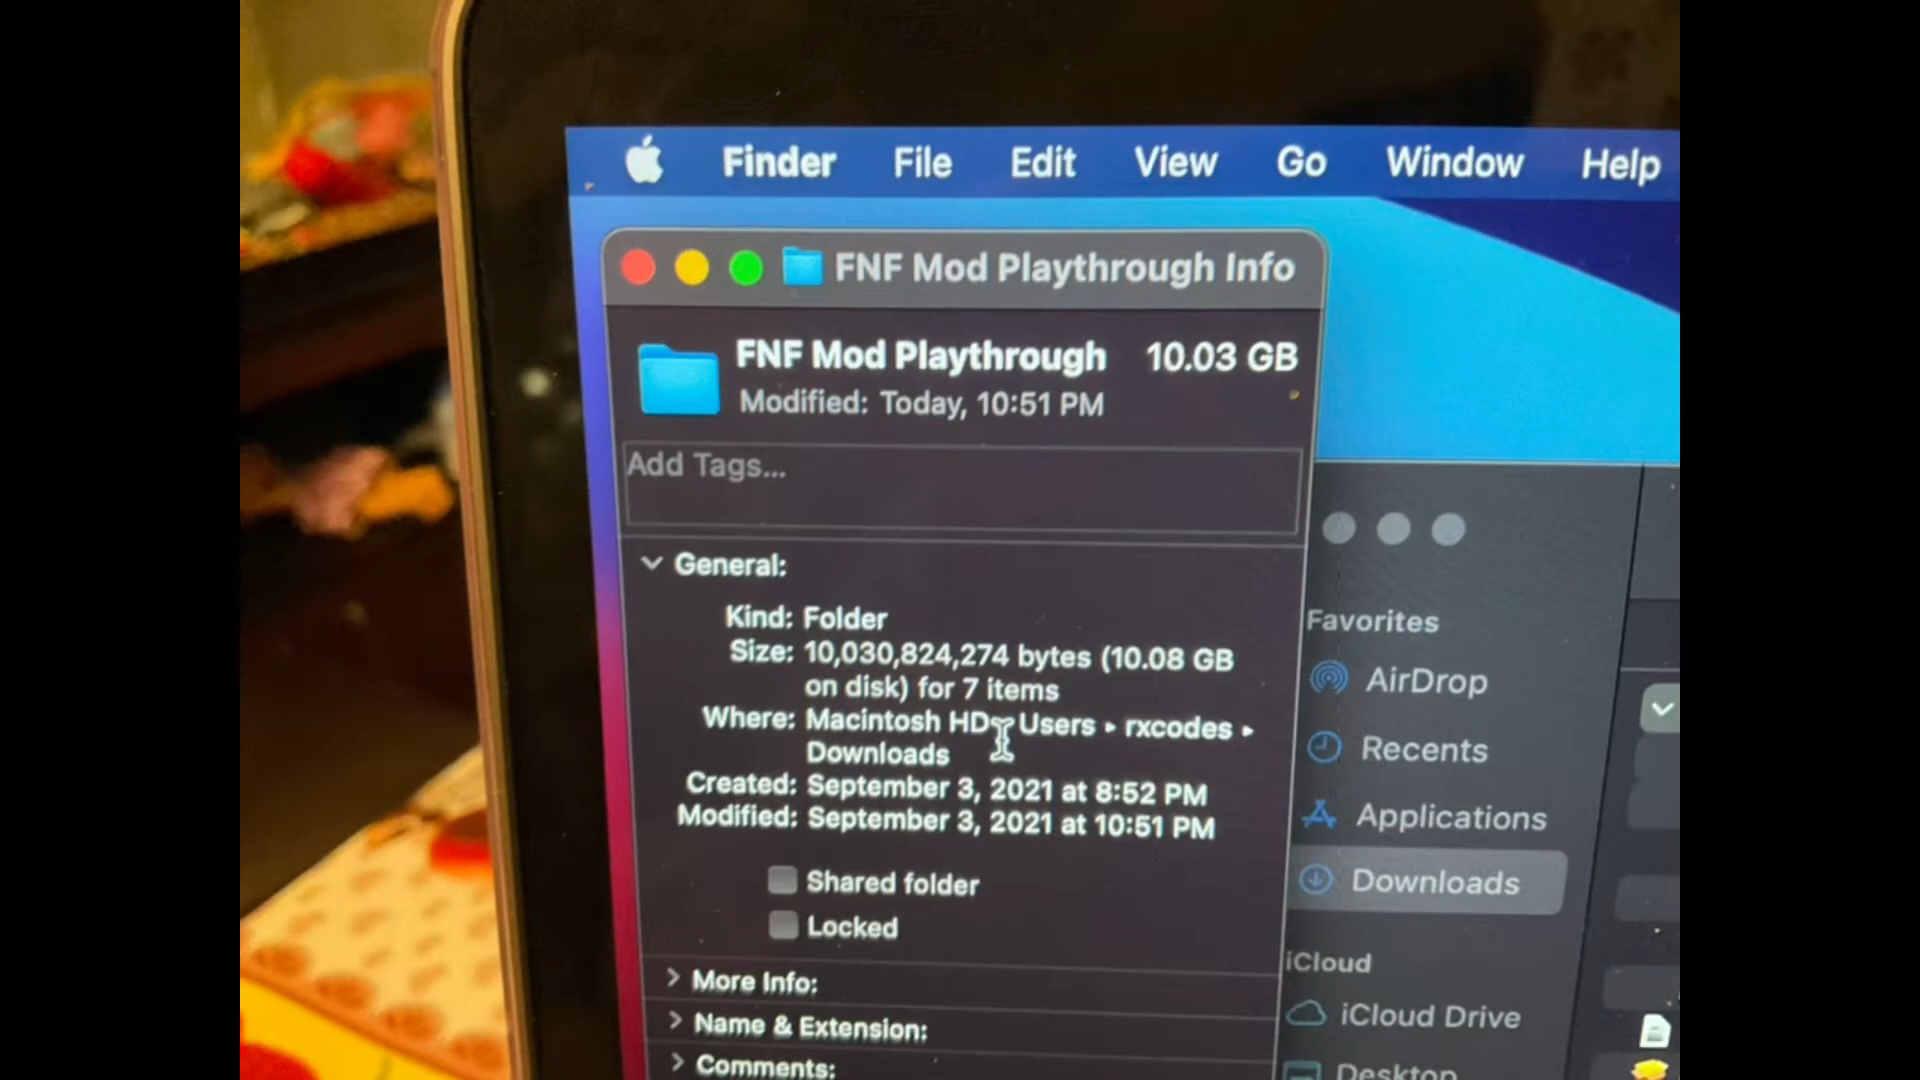 Finder File Edit View Go Window Help
FNF Mod Playthrough Info
FNF Mod Playthrough 10.03 GB
Modified: Today, 10:51 PM
Add Tags...
General:
Kind: Folder
Size: 10,030,824,274 bytes (10.08 GB
on disk) for 7 items
Where: Macintosh HD ▸ Users ▸ rxcodes ▸
Downloads
Created: September 3, 2021 at 8:52 PM
Modified: September 3, 2021 at 10:51 PM
Shared folder
Locked
More Info:
Name & Extension:
Comments:
Favorites
AirDrop
Recents
Applications
Downloads
iCloud
iCloud Drive
Desktop